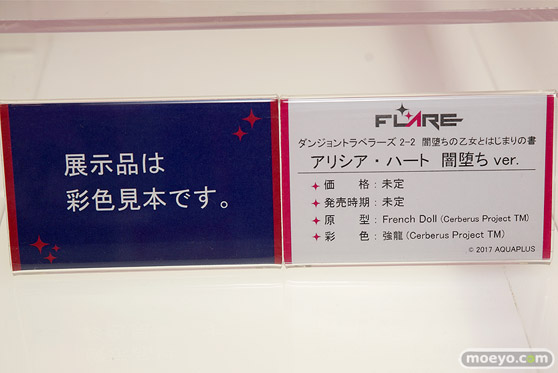 展示品は
彩色見本です。
FLARE
ダンジョントラベラーズ 2-2 闇堕ちの乙女とはじまりの書
アリシア・ハート 闇堕ち ver.
価格：未定
発売時期：未定
原型：French Doll (Cerberus Project TM)
彩色：強龍 (Cerberus Project TM)
© 2017 AQUAPLUS
moeyo.com